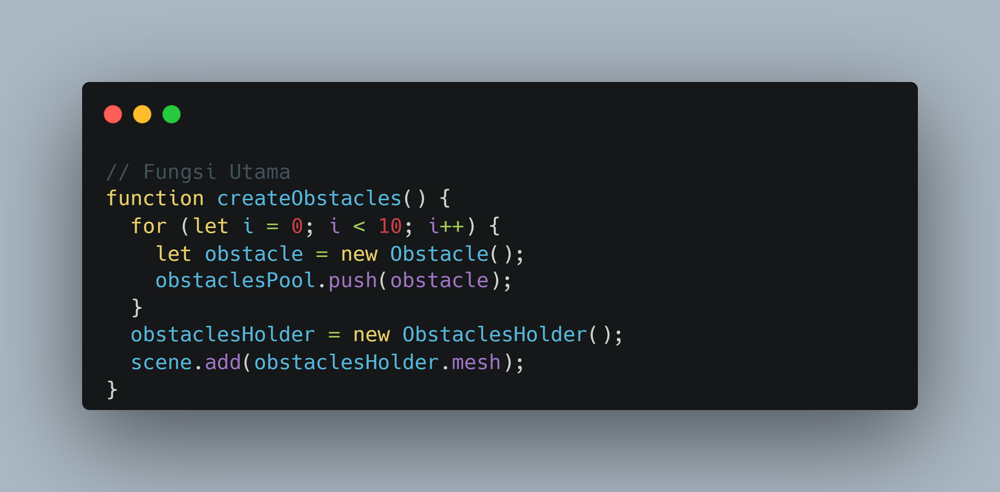 // Fungsi Utama
function createObstacles() {
  for (let i = 0; i < 10; i++) {
    let obstacle = new Obstacle();
    obstaclesPool.push(obstacle);
  }
  obstaclesHolder = new ObstaclesHolder();
  scene.add(obstaclesHolder.mesh);
}